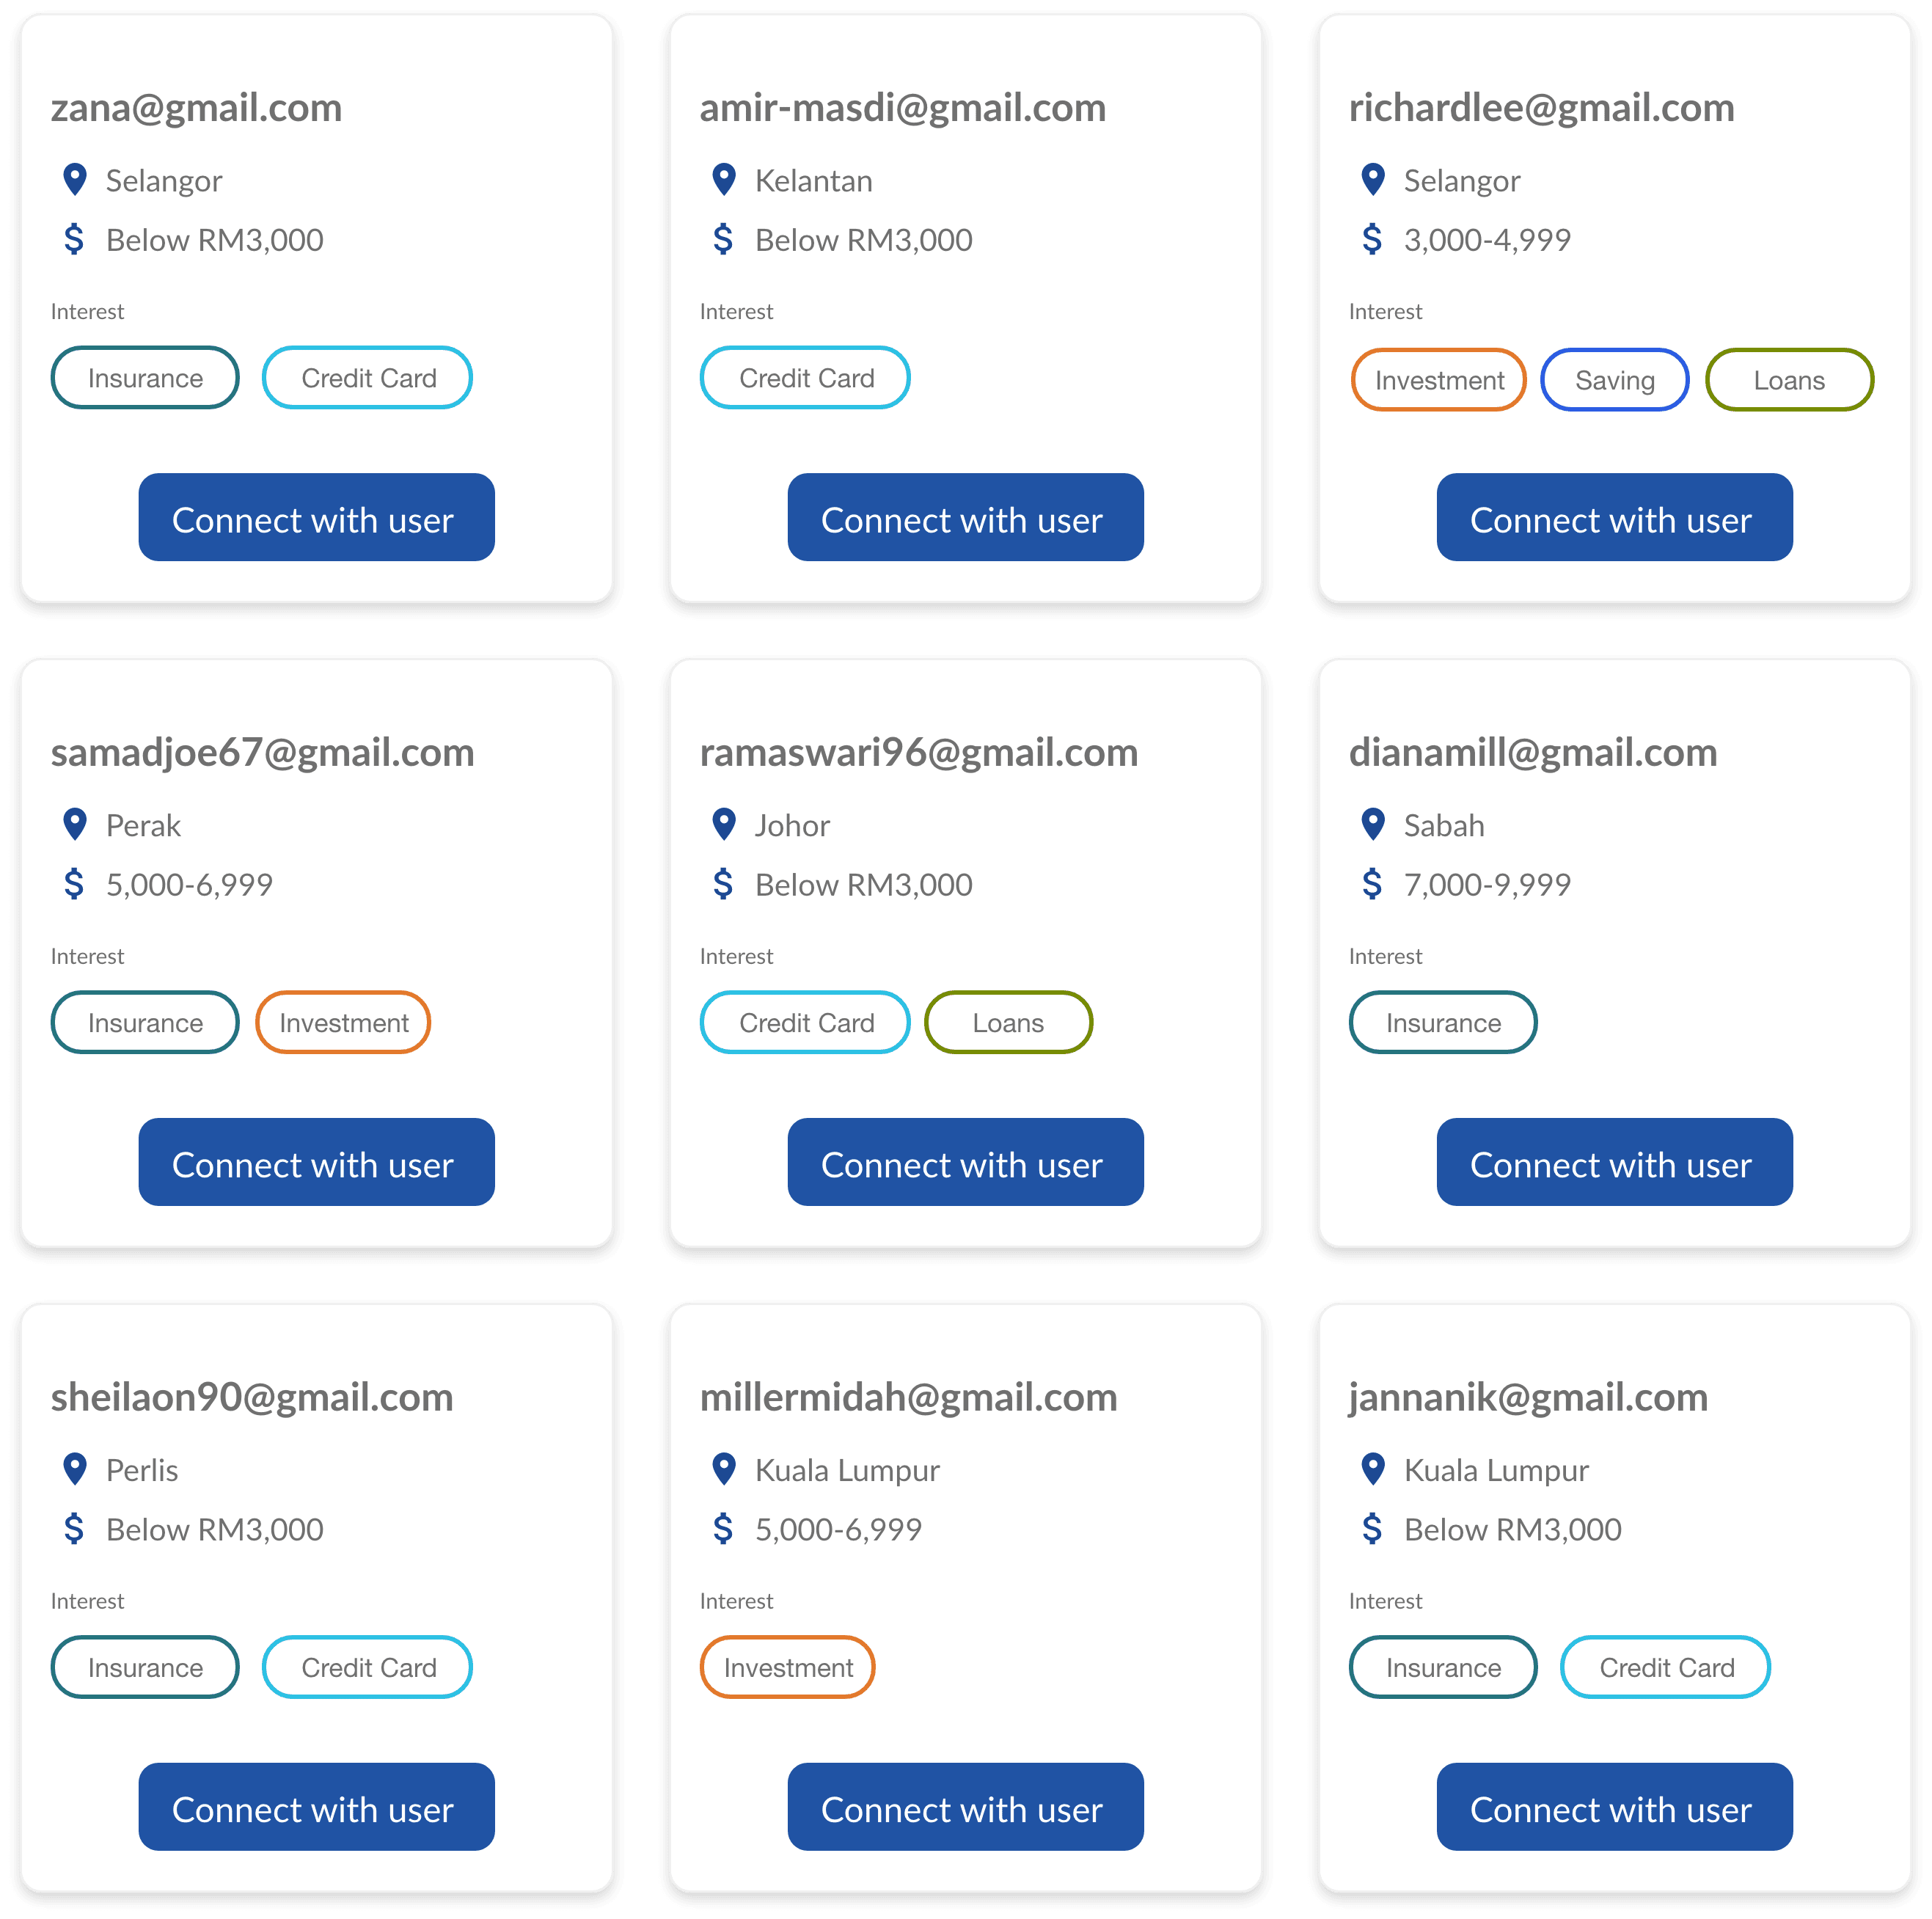 zana@gmail.com
Selangor
$ Below RM3,000
Interest
Insurance Credit Card
Connect with user
amir-masdi@gmail.com
Kelantan
$ Below RM3,000
Interest
Credit Card
Connect with user
richardlee@gmail.com
Selangor
$ 3,000-4,999
Interest
Investment Saving Loans
Connect with user
samadjoe67@gmail.com
Perak
$ 5,000-6,999
Interest
Insurance Investment
Connect with user
ramaswari96@gmail.com
Johor
$ Below RM3,000
Interest
Credit Card Loans
Connect with user
dianamill@gmail.com
Sabah
$ 7,000-9,999
Interest
Insurance
Connect with user
sheilaon90@gmail.com
Perlis
$ Below RM3,000
Interest
Insurance Credit Card
Connect with user
millermidah@gmail.com
Kuala Lumpur
$ 5,000-6,999
Interest
Investment
Connect with user
jannanik@gmail.com
Kuala Lumpur
$ Below RM3,000
Interest
Insurance Credit Card
Connect with user